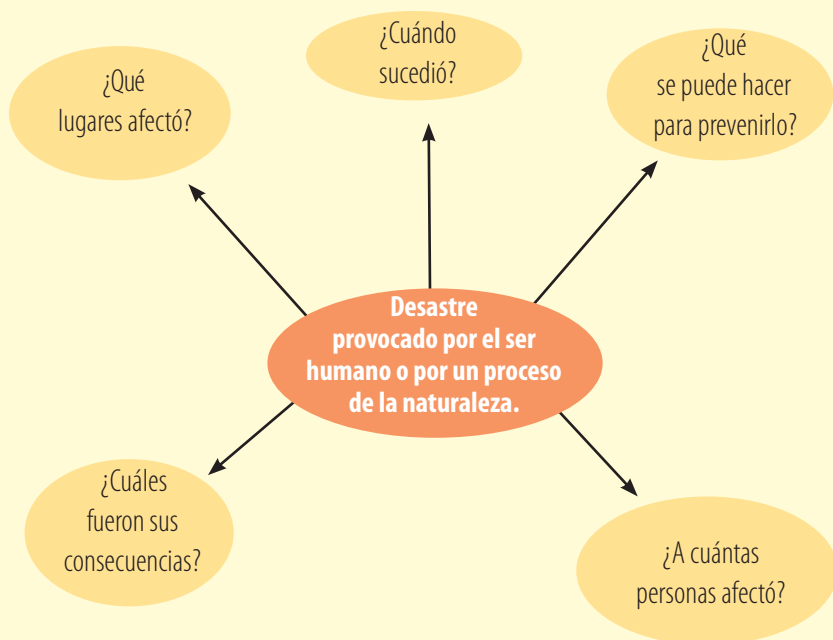 ¿Qué
lugares afectó?
¿Cuándo
sucedió?
¿Qué
se puede hacer
para prevenirlo?
Desastre
provocado por el ser
humano o por un proceso
de la naturaleza.
¿Cuáles
fueron sus
consecuencias?
¿A cuántas
personas afectó?